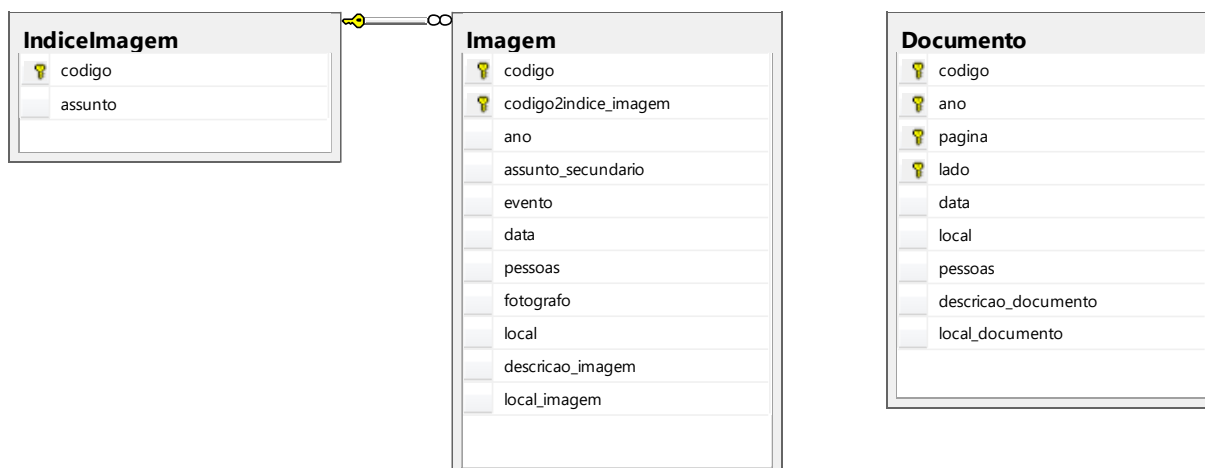 IndiceImagem
codigo
assunto
Imagem
codigo
codigo2indice_imagem
ano
assunto_secundario
evento
data
pessoas
fotografo
local
descricao_imagem
local_imagem
Documento
codigo
ano
pagina
lado
data
local
pessoas
descricao_documento
local_documento